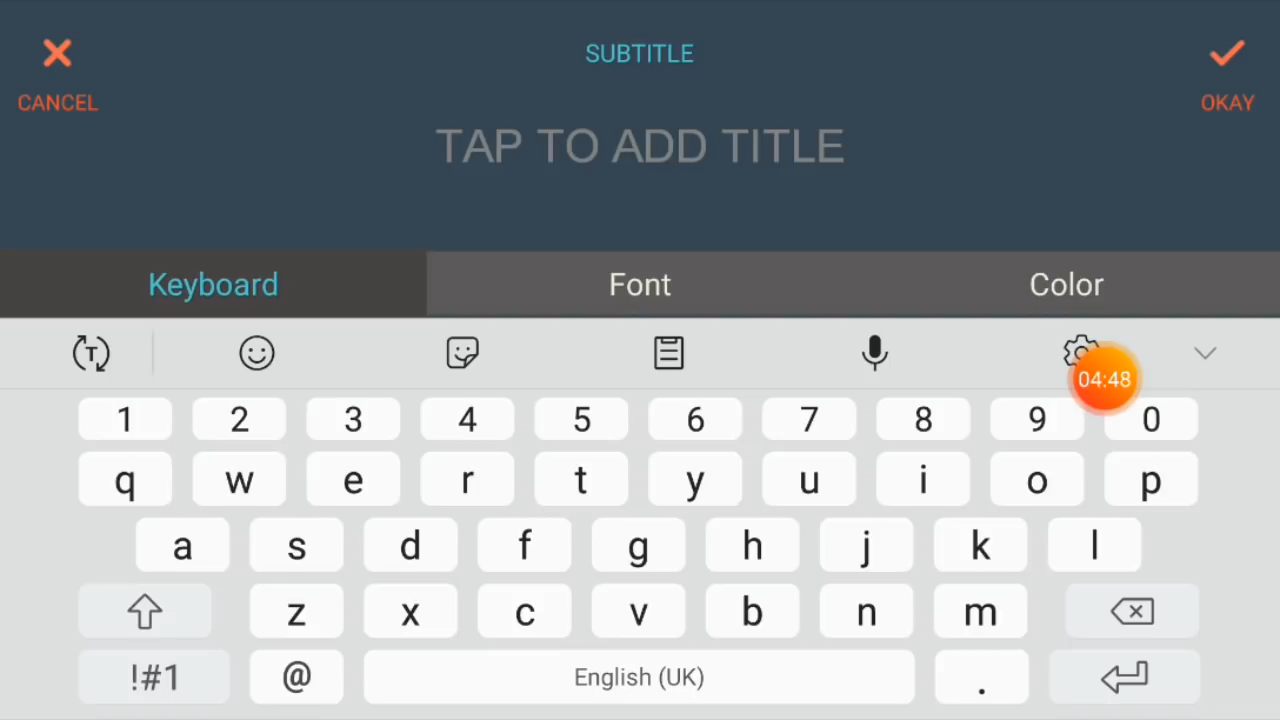 SUBTITLE
CANCEL
OKAY
TAP TO ADD TITLE
Keyboard Font Color
T
04:48
1 2 3 4 5 6 7 8 9 0
q w e r t y u i o p
a s d f g h j k l
z x c v b n m
!#1 @ English (UK) .